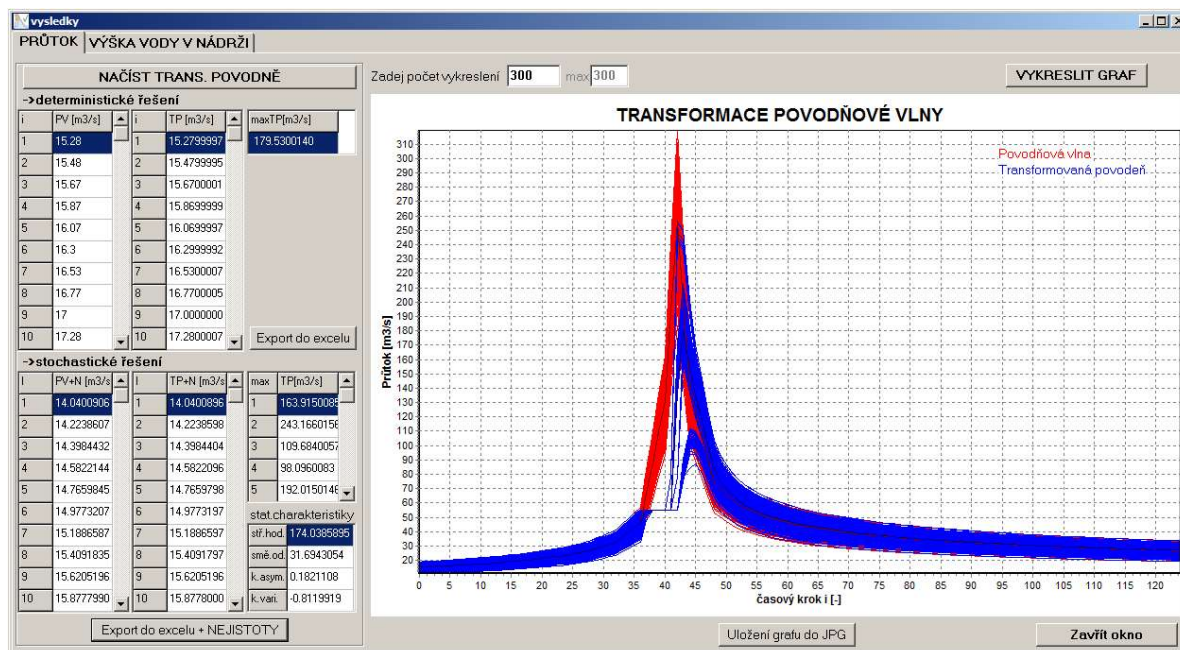 vysledky
PRŮTOK VÝŠKA VODY V NÁDRŽI
NAČÍST TRANS. POVODNĚ
Zadej počet vykreslení 300 max 300
VYKRESLIT GRAF
->deterministické řešení
i PV [m3/s] i TP [m3/s] maxTP[m3/s]
1 15.28 1 15.2799997 179.5300140
2 15.48 2 15.4799995
3 15.67 3 15.6700001
4 15.87 4 15.8699999
5 16.07 5 16.0699997
6 16.3 6 16.2999992
7 16.53 7 16.5300007
8 16.77 8 16.7700005
9 17 9 17.0000000
10 17.28 10 17.2800007
Export do excelu
->stochastické řešení
I PV+N [m3/s I TP+N [m3/s] max TP[m3/s]
1 14.0400906 1 14.0400896 1 163.9150085
2 14.2238607 2 14.2238598 2 243.1660156
3 14.3984432 3 14.3984404 3 109.6840057
4 14.5822144 4 14.5822096 4 98.0960083
5 14.7659845 5 14.7659798 5 192.0150146
6 14.9773207 6 14.9773197 stat.charakteristiky
7 15.1886587 7 15.1886597 stř.hod. 174.0385895
8 15.4091835 8 15.4091797 smě.od. 31.6943054
9 15.6205196 9 15.6205196 k.asym. 0.1821108
10 15.8777990 10 15.8778000 k.vari. -0.8119919
Export do excelu + NEJISTOTY
TRANSFORMACE POVODŇOVÉ VLNY
Povodňová vlna
Transformovaná povodeň
Průtok [m3/s]
310
300
290
280
270
260
250
240
230
220
210
200
190
180
170
160
150
140
130
120
110
100
90
80
70
60
50
40
30
20
0 5 10 15 20 25 30 35 40 45 50 55 60 65 70 75 80 85 90 95 100 105 110 115 120
časový krok i [-]
Uložení grafu do JPG
Zavřít okno